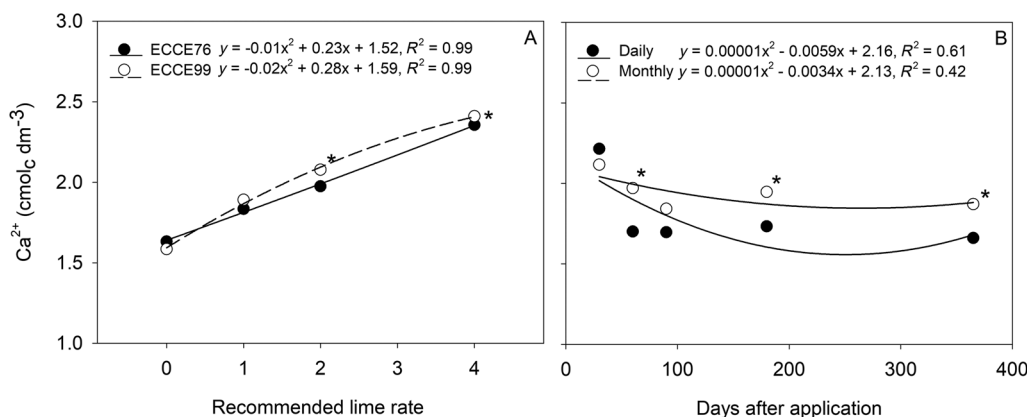 A
ECCE76 y = -0.01x² + 0.23x + 1.52, R² = 0.99
ECCE99 y = -0.02x² + 0.28x + 1.59, R² = 0.99
*
*
3.0
2.5
2.0
1.5
1.0
Ca²⁺ (cmol_c dm⁻³)
0 1 2 3 4
Recommended lime rate
B
Daily y = 0.00001x² - 0.0059x + 2.16, R² = 0.61
Monthly y = 0.00001x² - 0.0034x + 2.13, R² = 0.42
*
*
*
0 100 200 300 400
Days after application